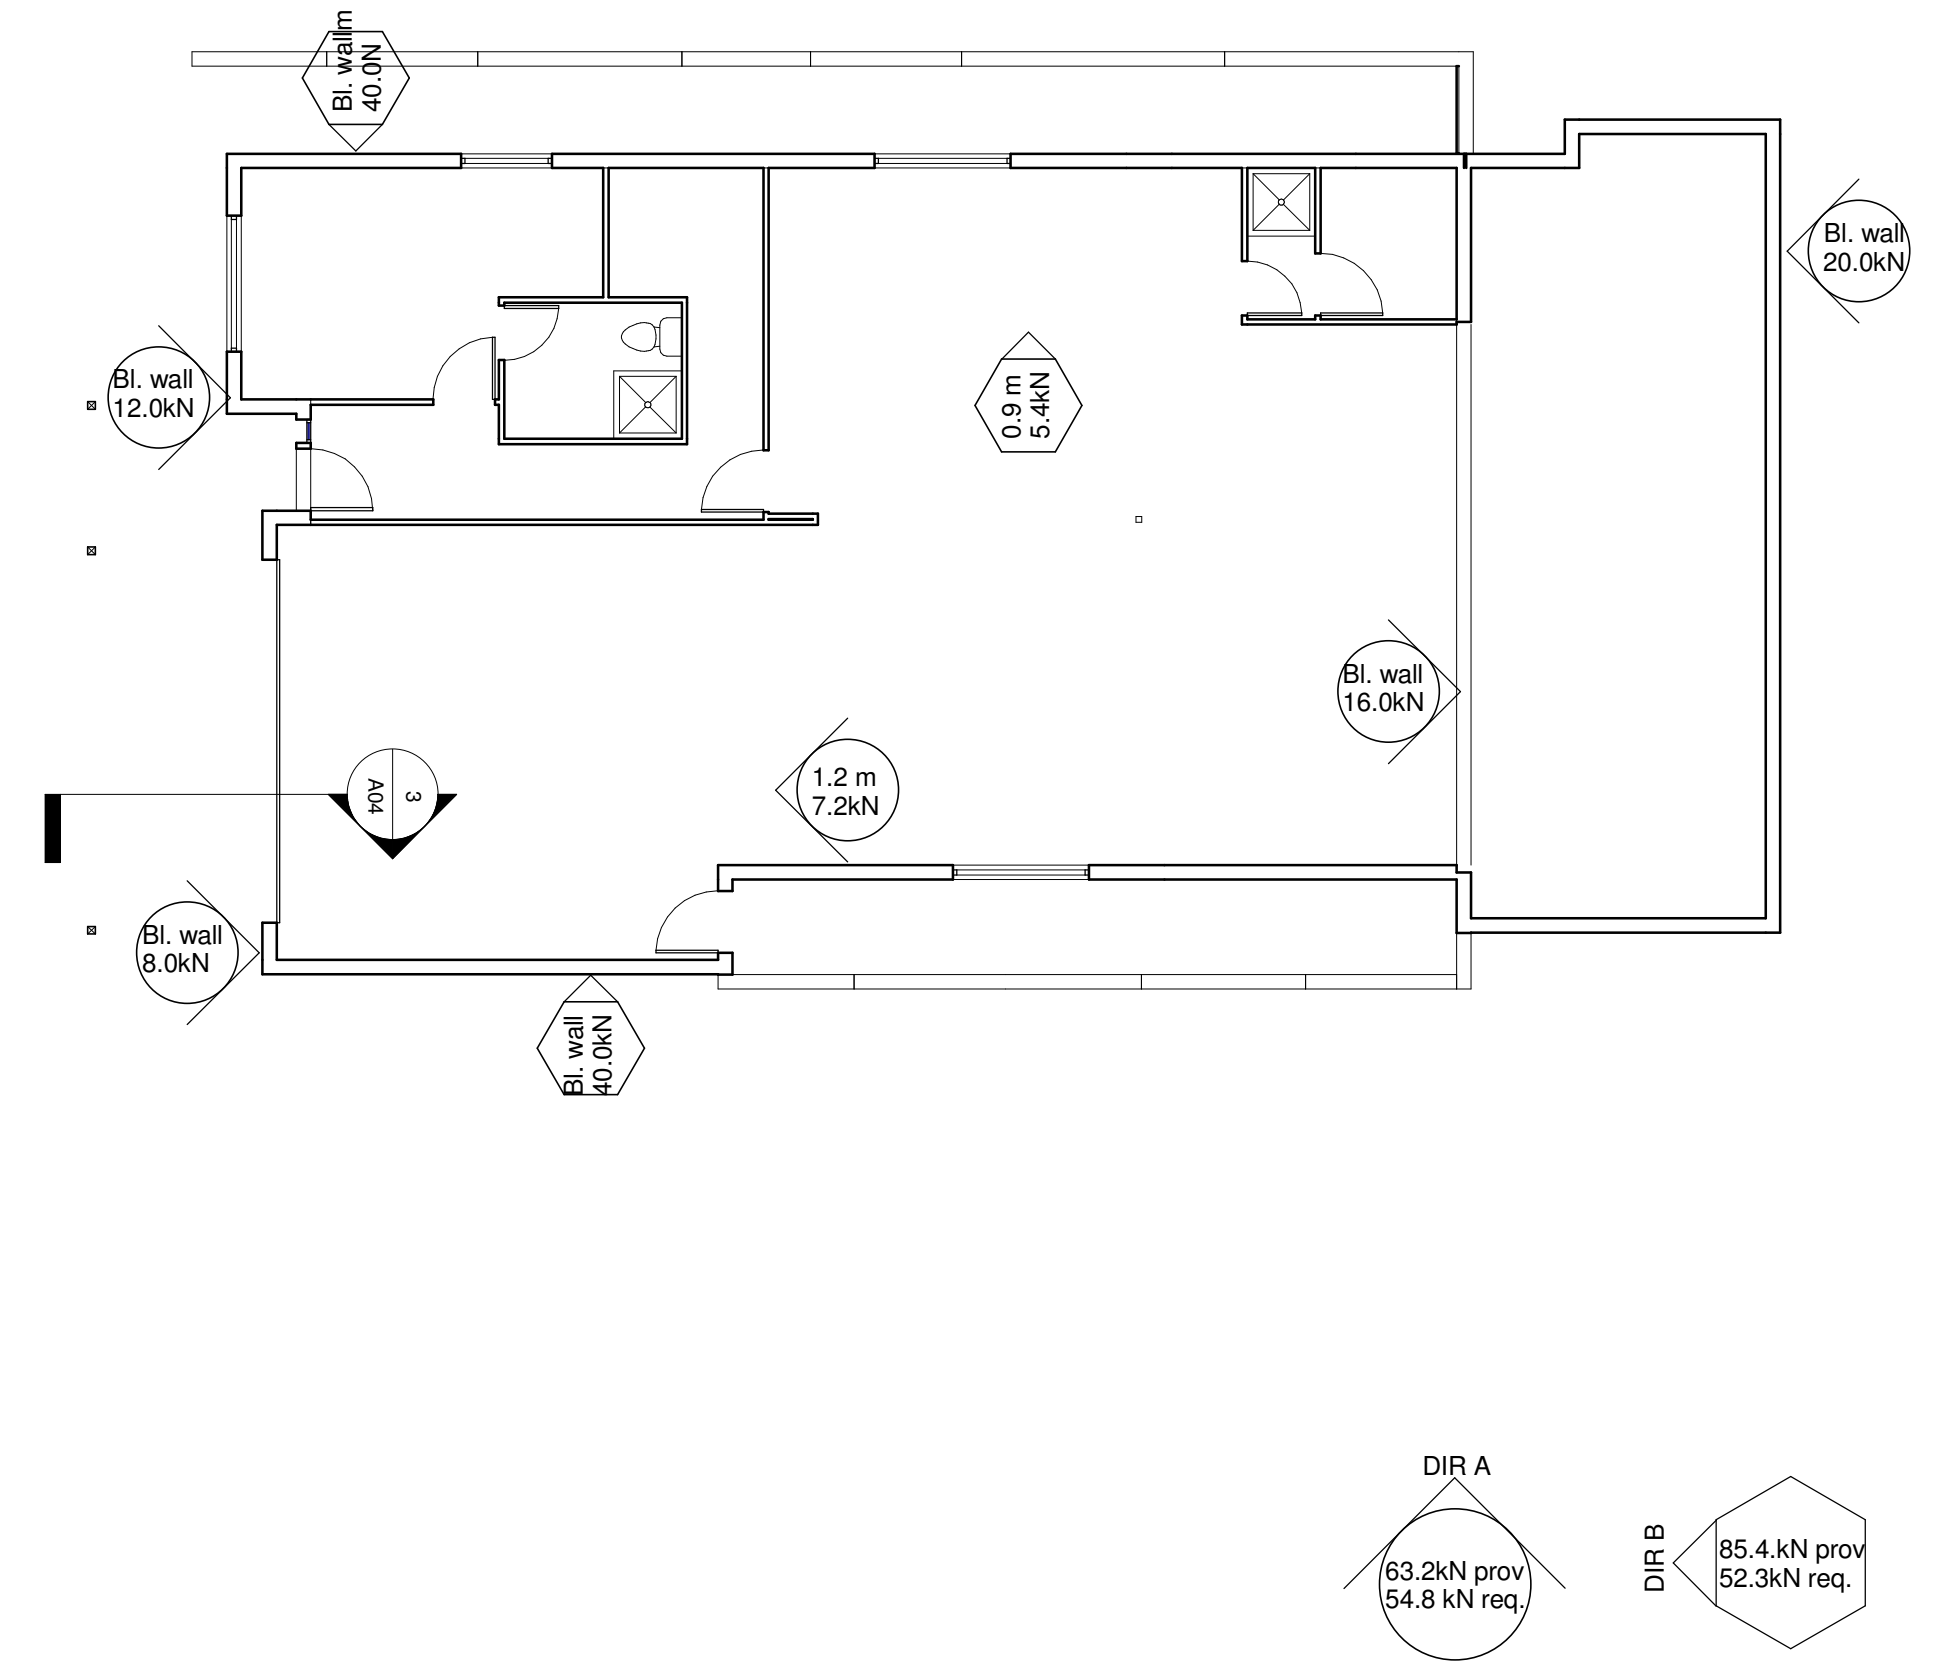 Bl. wallm
40.0N
Bl. wall
20.0kN
Bl. wall
12.0kN
0.9 m
5.4kN
Bl. wall
16.0kN
1.2 m
7.2kN
3
A04
Bl. wall
8.0kN
Bl. wall
40.0kN
DIR A
63.2kN prov
54.8 kN req.
DIR B
85.4.kN prov
52.3kN req.